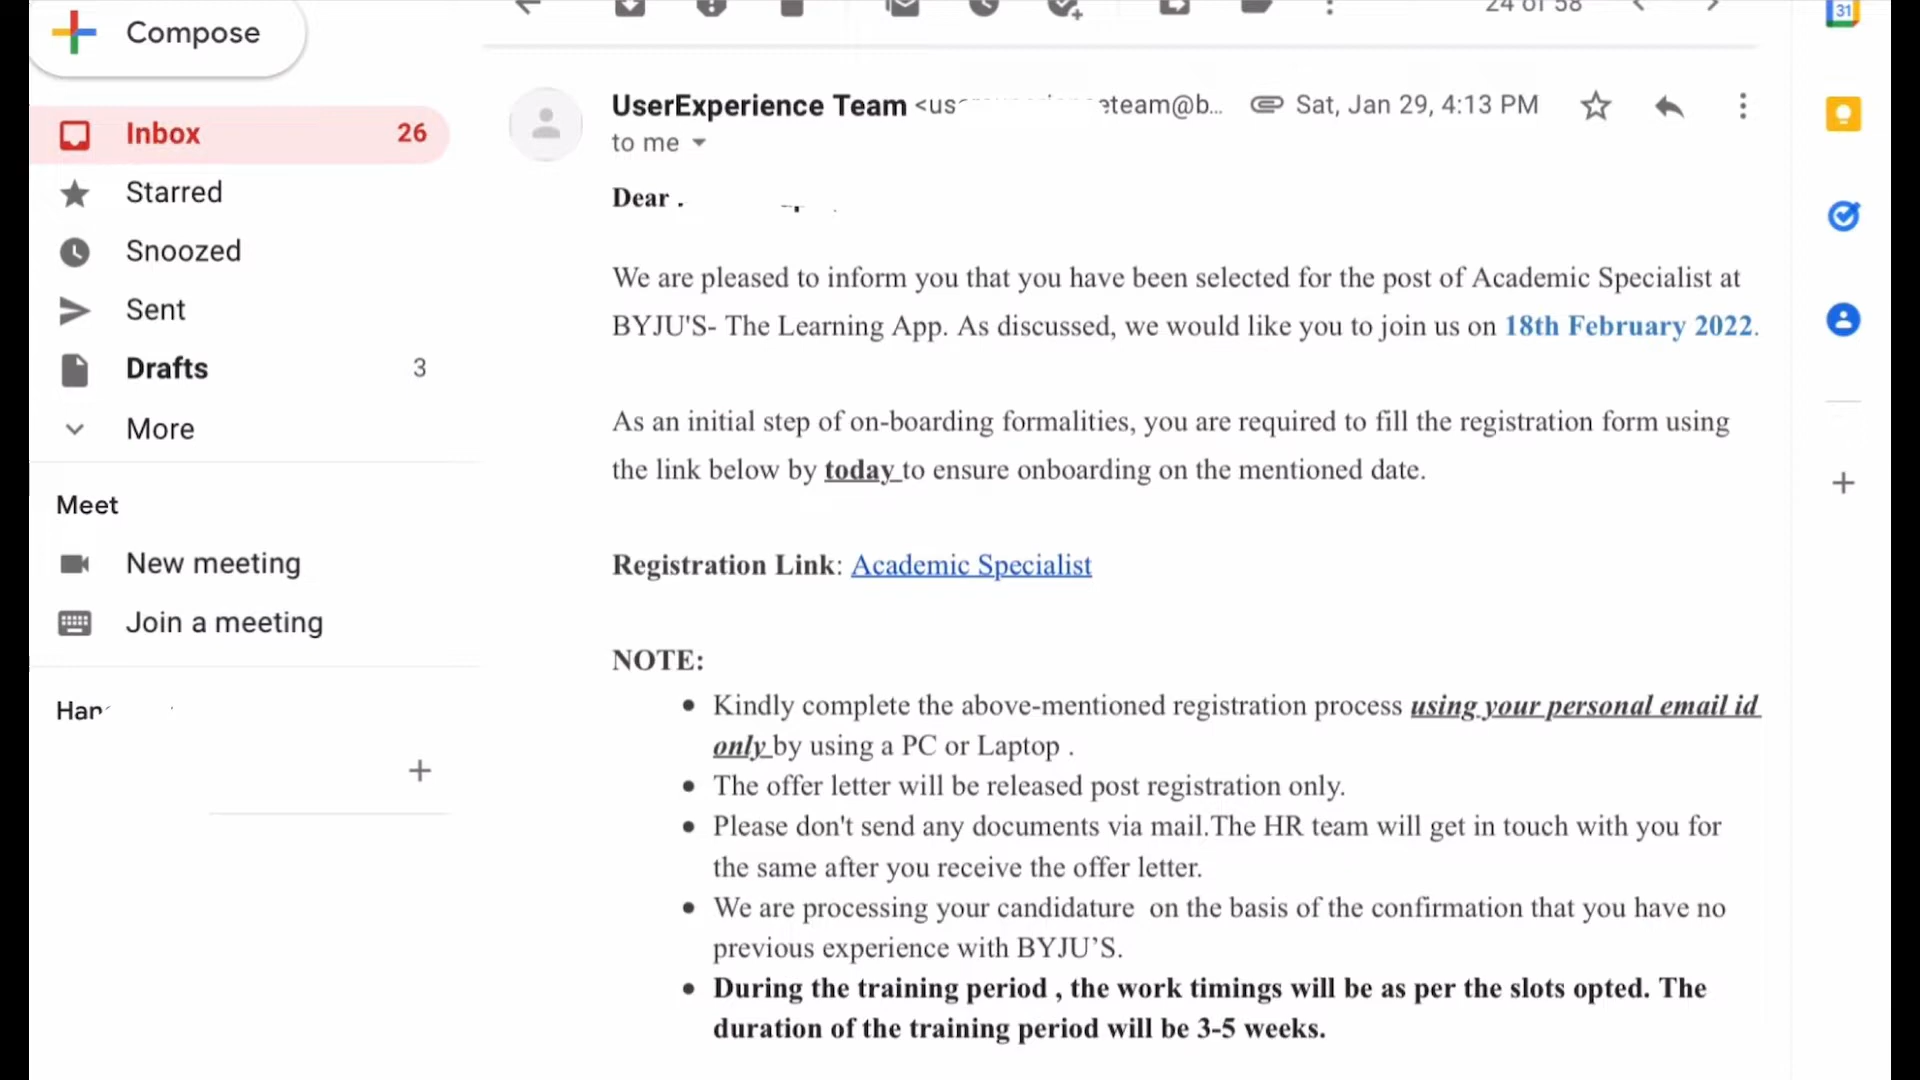 Compose
24 of 58
31
UserExperience Team <us eteam@b... Sat, Jan 29, 4:13 PM
to me
Inbox 26
Starred
Snoozed
Sent
Drafts 3
More
Meet
New meeting
Join a meeting
Dear .
We are pleased to inform you that you have been selected for the post of Academic Specialist at
BYJU'S- The Learning App. As discussed, we would like you to join us on 18th February 2022.
As an initial step of on-boarding formalities, you are required to fill the registration form using
the link below by today to ensure onboarding on the mentioned date.
Registration Link: Academic Specialist
NOTE:
• Kindly complete the above-mentioned registration process using your personal email id
only by using a PC or Laptop .
• The offer letter will be released post registration only.
• Please don't send any documents via mail.The HR team will get in touch with you for
the same after you receive the offer letter.
• We are processing your candidature on the basis of the confirmation that you have no
previous experience with BYJU’S.
• During the training period , the work timings will be as per the slots opted. The
duration of the training period will be 3-5 weeks.